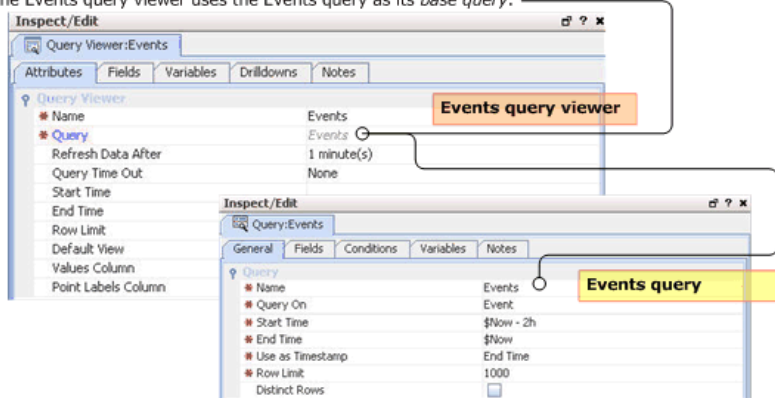 he Events query viewer uses the Events query as its base query.
Inspect/Edit
Query Viewer:Events
Attributes Fields Variables Drilldowns Notes
Query Viewer
Name Events
Events query viewer
Query Events
Refresh Data After 1 minute(s)
Query Time Out None
Start Time
End Time
Row Limit
Default View
Values Column
Point Labels Column
Inspect/Edit
Query:Events
General Fields Conditions Variables Notes
Query
Name Events
Events query
Query On Event
Start Time $Now - 2h
End Time $Now
Use as Timestamp End Time
Row Limit 1000
Distinct Rows